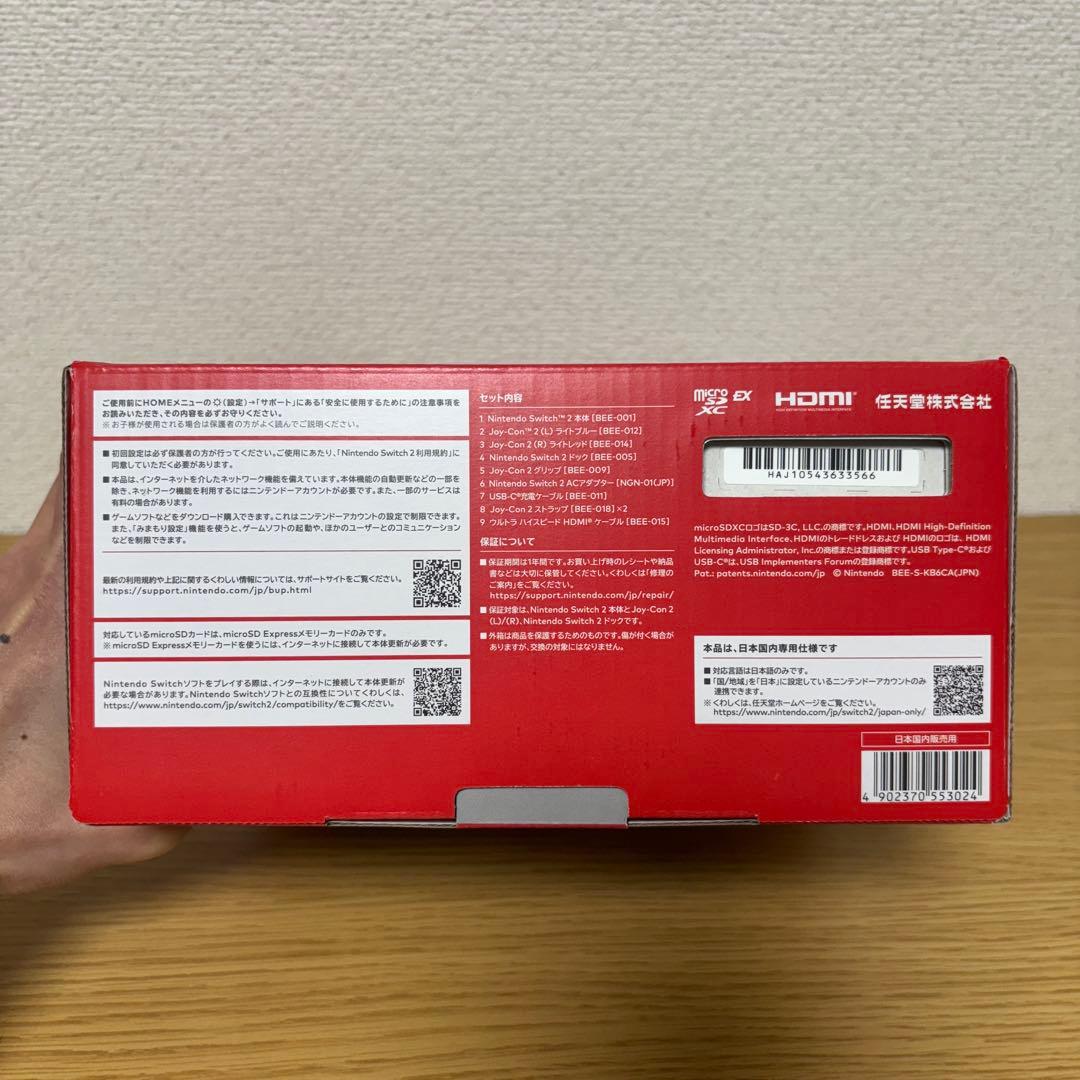 ご使用前にHOMEメニューの(設定)→「サポート」にある「安全に使用するために」の注意事項を
お読みいただき、その内容を必ずお守りください。
※お子様が使用される場合は保護者の方がよく読んでご説明ください。
■ 初回設定は必ず保護者の方が行ってください。ご使用にあたり、「Nintendo Switch 2 利用規約」に
同意していただく必要があります。
■ 本品は、インターネットを介したネットワーク機能を備えています。本体機能の自動更新などの一部を
除き、ネットワーク機能を利用するにはニンテンドーアカウントが必要です。また、一部のサービスは
有料の場合があります。
■ ゲームソフトなどをダウンロード購入できます。これはニンテンドーアカウントの設定で制限できます。
また、「みまもり設定」機能を使うと、ゲームソフトの起動や、ほかのユーザーとのコミュニケーション
などを制限できます。
最新の利用規約や上記に関するくわしい情報については、サポートサイトをご覧ください。
https://support.nintendo.com/jp/bup.html
対応しているmicroSDカードは、microSD Expressメモリーカードのみです。
※ microSD Expressメモリーカードを使うには、インターネットに接続して本体更新が必要です。
Nintendo Switchソフトをプレイする際は、インターネットに接続して本体更新が
必要な場合があります。Nintendo Switchソフトとの互換性についてくわしくは、
https://www.nintendo.com/jp/switch2/compatibility/をご覧ください。
セット内容
1 Nintendo Switch™ 2 本体 [BEE-001]
2 Joy-Con™ 2 (L) ライトブルー [BEE-012]
3 Joy-Con 2 (R) ライトレッド [BEE-014]
4 Nintendo Switch 2 ドック [BEE-005]
5 Joy-Con 2 グリップ [BEE-009]
6 Nintendo Switch 2 ACアダプター [NGN-01(JP)]
7 USB-C®充電ケーブル [BEE-011]
8 Joy-Con 2 ストラップ [BEE-018]×2
9 ウルトラ ハイスピード HDMI® ケーブル [BEE-015]
保証について
■ 保証期間は1年間です。お買い上げ時のレシートや納品
書などは大切に保管してください。くわしくは「修理の
ご案内」をご覧ください。
https://support.nintendo.com/jp/repair/
■ 保証対象は、Nintendo Switch 2 本体とJoy-Con 2
(L)/(R)、Nintendo Switch 2 ドックです。
■ 外箱は商品を保護するためのものです。傷が付く場合が
ありますが、交換の対象にはなりません。
micro SD XC EX
HDMI
HIGH-DEFINITION MULTIMEDIA INTERFACE
任天堂株式会社
HAJ10543633566
microSDXCロゴはSD-3C, LLC.の商標です。HDMI、HDMI High-Definition
Multimedia Interface、HDMIのトレードドレスおよび HDMIのロゴは、HDMI
Licensing Administrator, Inc.の商標または登録商標です。USB Type-C®および
USB-C®は、USB Implementers Forumの登録商標です。
Pat.: patents.nintendo.com/jp © Nintendo BEE-S-KB6CA(JPN)
本品は、日本国内専用仕様です
■ 対応言語は日本語のみです。
■ 「国/地域」を「日本」に設定しているニンテンドーアカウントのみ
連携できます。
※ くわしくは、任天堂ホームページをご覧ください。
https://www.nintendo.com/jp/switch2/japan-only/
日本国内販売用
4 902370 553024